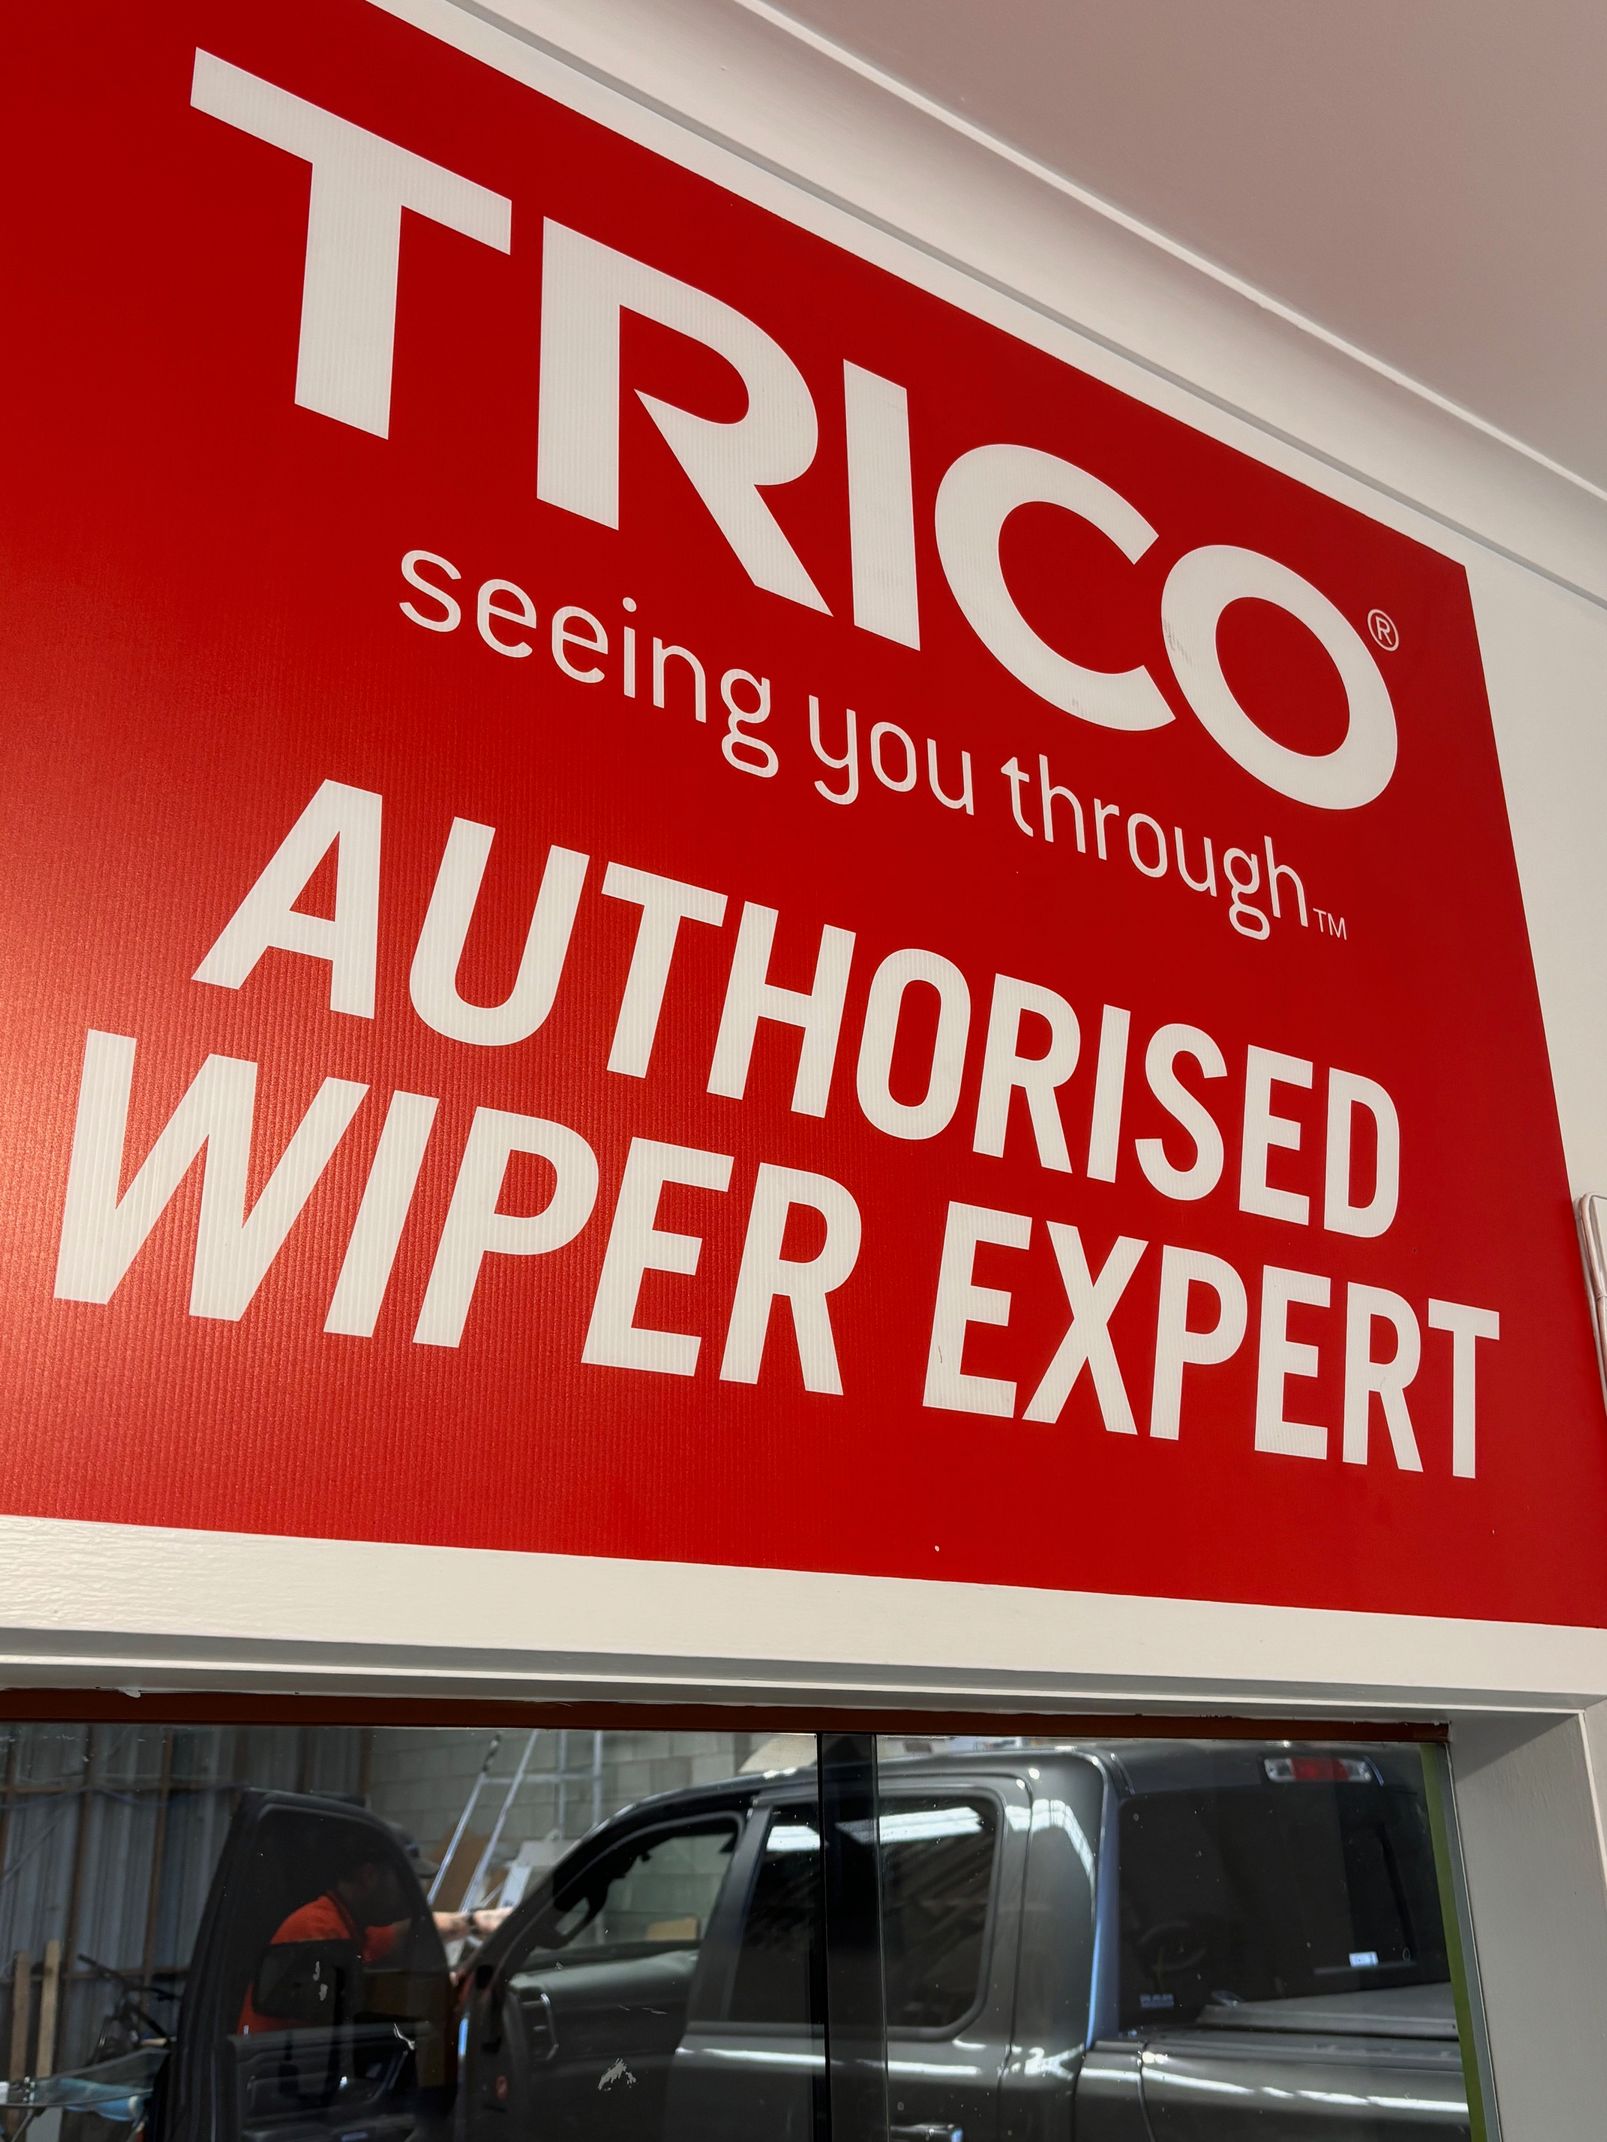 TRICO®
seeing you through™
AUTHORISED
WIPER EXPERT